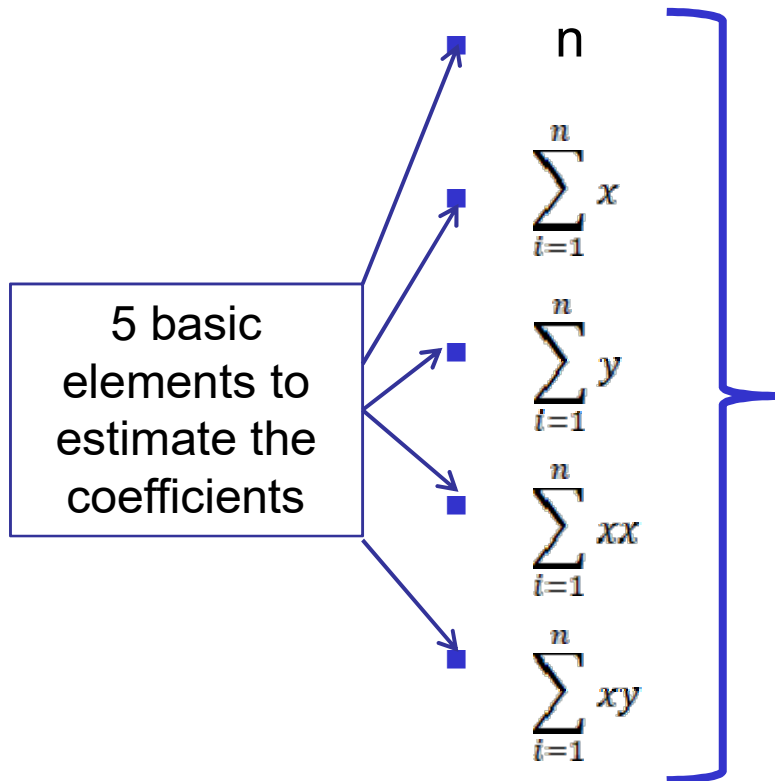 n
n
∑ x
i=1
5 basic
elements to
estimate the
coefficients
n
∑ y
i=1
n
∑ xx
i=1
n
∑ xy
i=1